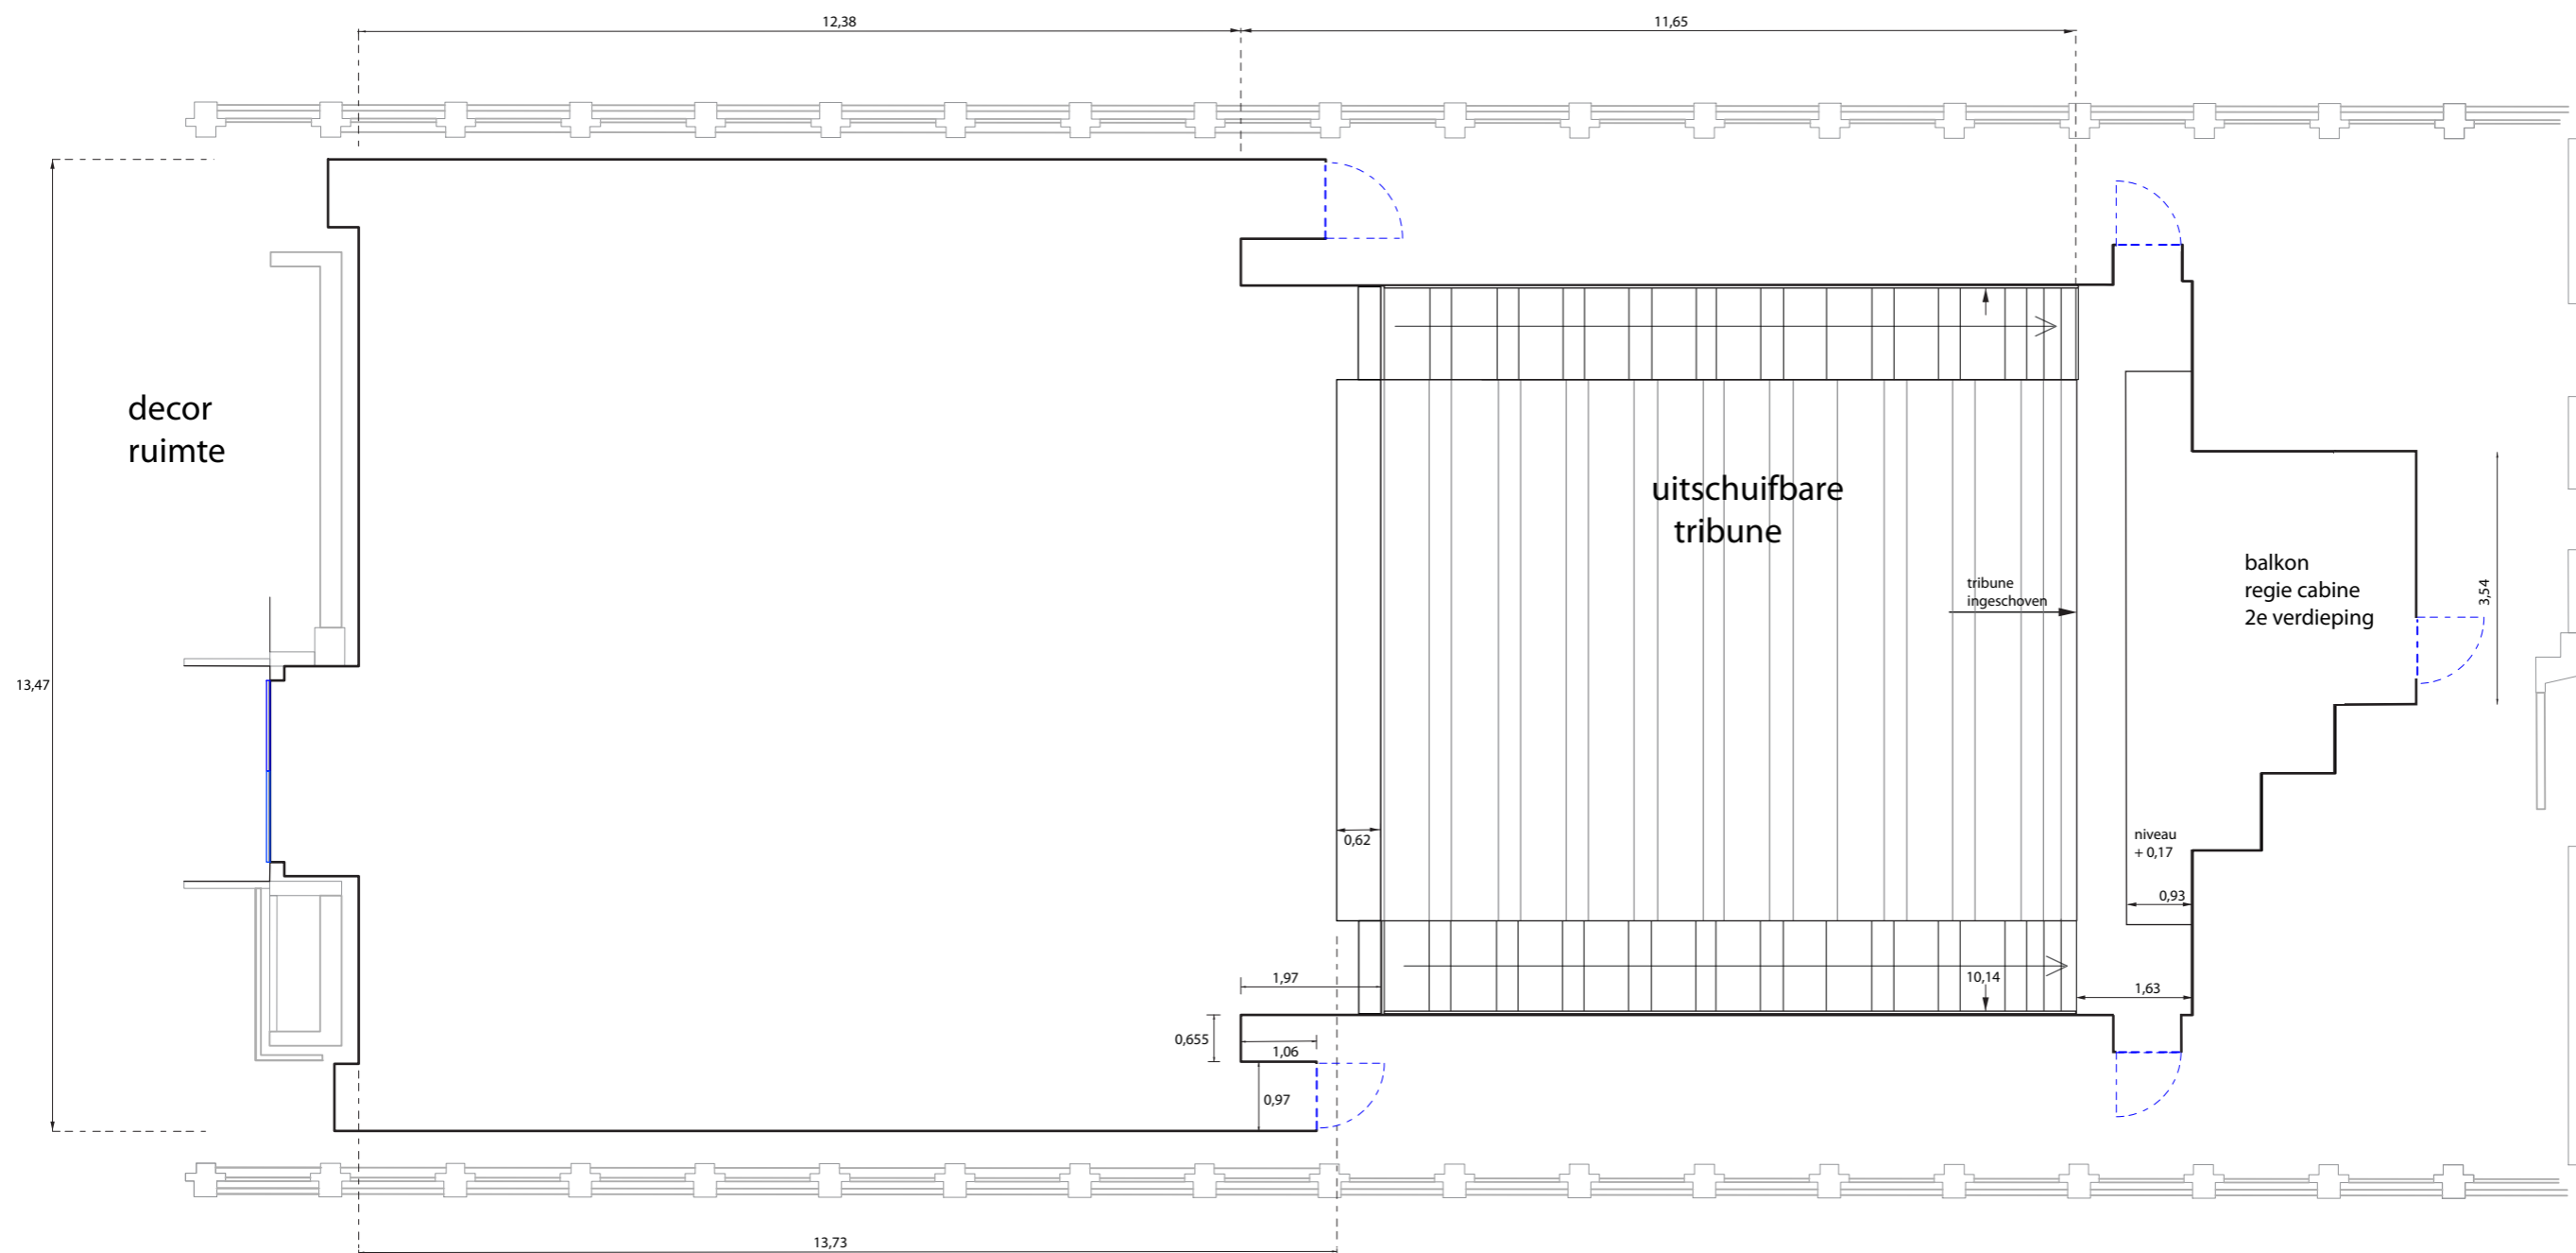 12,38
11,65
decor
ruimte
uitschuifbare
tribune
tribune
ingeschoven
balkon
regie cabine
2e verdieping
3,54
13,47
0,62
niveau
+ 0,17
0,93
1,97
10,14
1,63
0,655
1,06
0,97
13,73